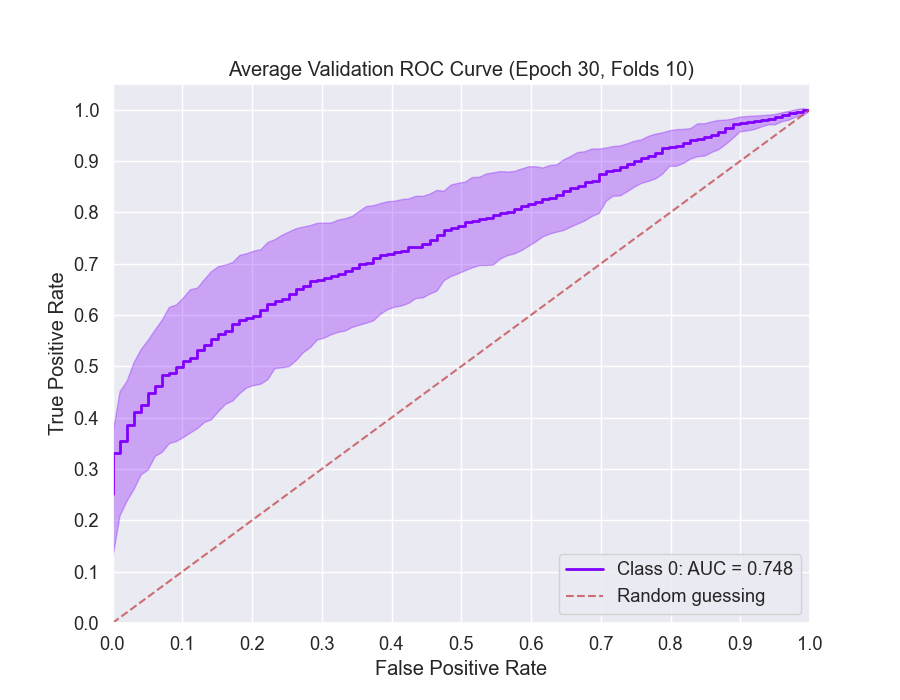 Average Validation ROC Curve (Epoch 30, Folds 10)
True Positive Rate
1.0
0.9
0.8
0.7
0.6
0.5
0.4
0.3
0.2
0.1
0.0
Class 0: AUC = 0.748
Random guessing
0.0 0.1 0.2 0.3 0.4 0.5 0.6 0.7 0.8 0.9 1.0
False Positive Rate